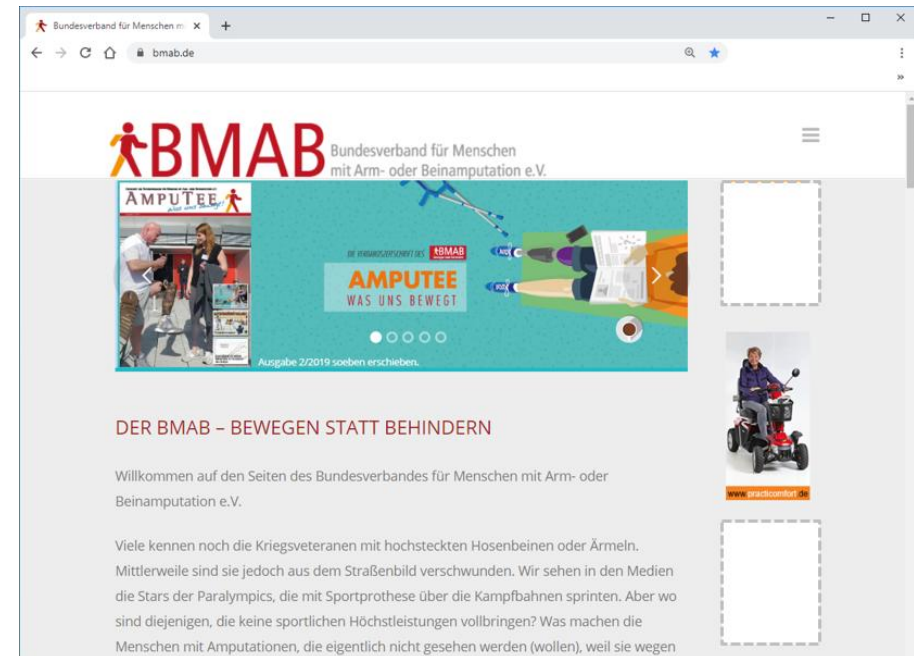 Bundesverband für Menschen m
bmab.de
BMAB
Bundesverband für Menschen
mit Arm- oder Beinamputation e.V.
AMPUTEE
DIE VERBANDSZEITSCHRIFT DES BMAB
AMPUTEE
WAS UNS BEWEGT
Ausgabe 2/2019 soeben erschieben.
DER BMAB – BEWEGEN STATT BEHINDERN
Willkommen auf den Seiten des Bundesverbandes für Menschen mit Arm- oder
Beinamputation e.V.
www.practicomfort.de
Viele kennen noch die Kriegsveteranen mit hochsteckten Hosenbeinen oder Ärmeln.
Mittlerweile sind sie jedoch aus dem Straßenbild verschwunden. Wir sehen in den Medien
die Stars der Paralympics, die mit Sportprothese über die Kampfbahnen sprinten. Aber wo
sind diejenigen, die keine sportlichen Höchstleistungen vollbringen? Was machen die
Menschen mit Amputationen, die eigentlich nicht gesehen werden (wollen), weil sie wegen